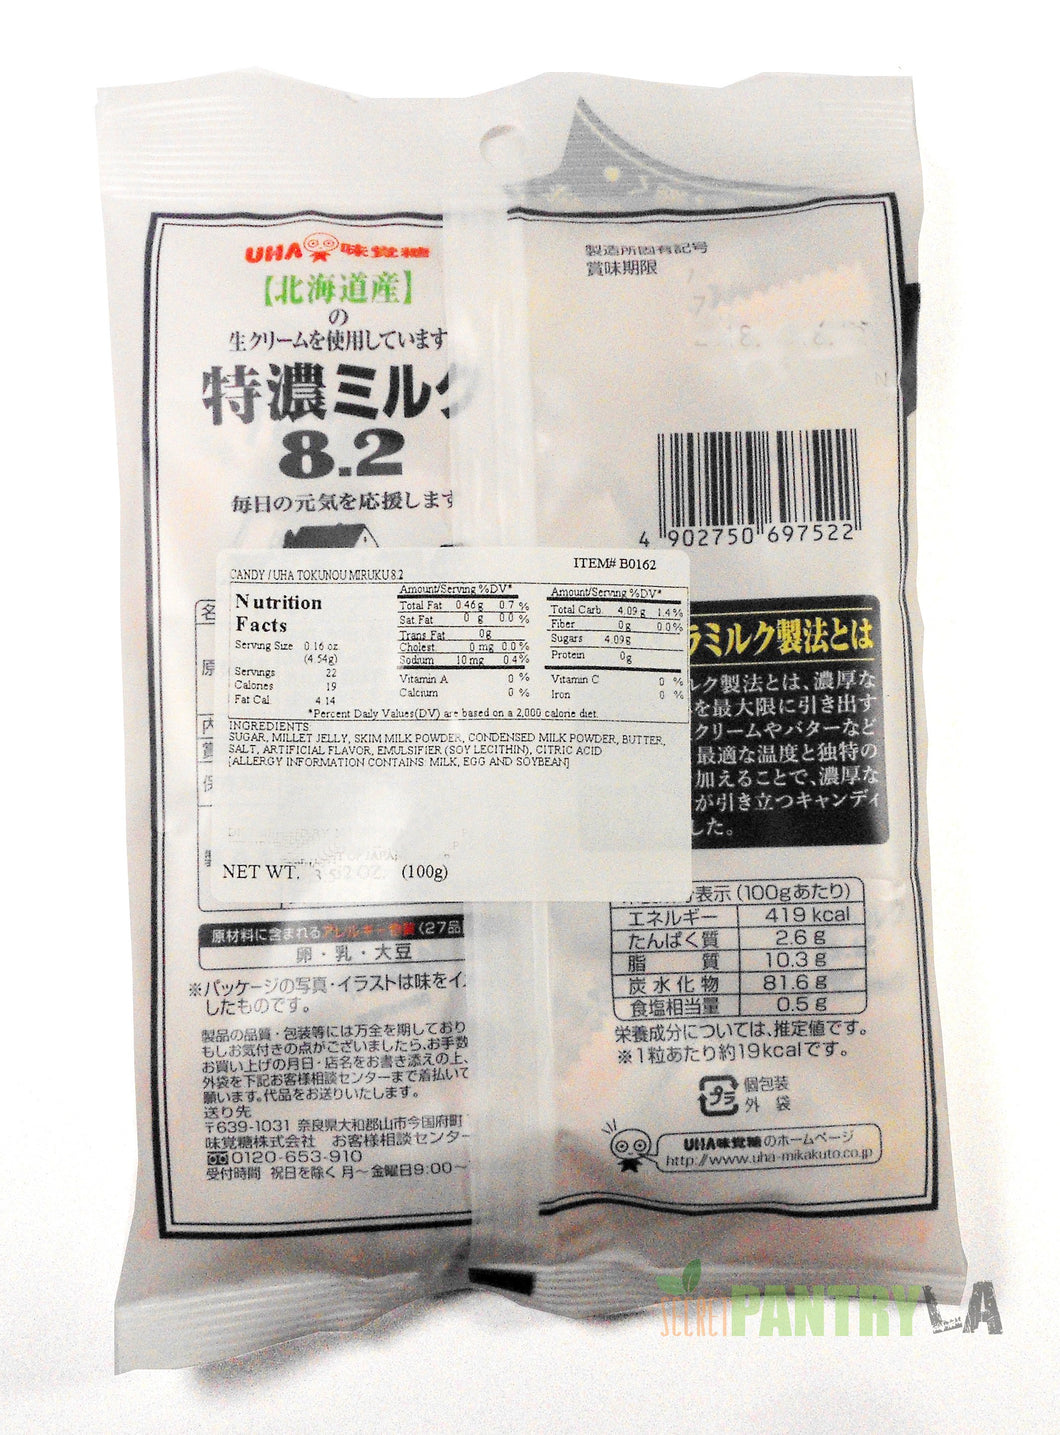 UHA味覚糖
【北海道産】
の
生クリームを使用しています
特濃ミルク
8.2
毎日の元気を応援します
製造所固有記号
賞味期限
4 902750 697522
CANDY / UHA TOKUNOU MIRUKU 8.2
ITEM# B0162
Nutrition
Facts
Serving Size 0.16 oz
(4.54g)
Servings 22
Calories 19
Fat Cal. 4.14
Amount/Serving %DV*
Total Fat 0.46 g 0.7 %
Sat.Fat 0 g 0.0 %
Trans Fat 0g
Cholest. 0 mg 0.0 %
Sodium 10 mg 0.4 %
Vitamin A 0 %
Calcium 0 %
Amount/Serving %DV*
Total Carb. 4.09 g 1.4 %
Fiber 0g 0.0 %
Sugars 4.09g
Protein 0g
Vitamin C 0 %
Iron 0 %
*Percent Daily Values(DV) are based on a 2,000 calorie diet.
INGREDIENTS
SUGAR, MILLET JELLY, SKIM MILK POWDER, CONDENSED MILK POWDER, BUTTER,
SALT, ARTIFICIAL FLAVOR, EMULSIFIER (SOY LECITHIN), CITRIC ACID
[ALLERGY INFORMATION CONTAINS: MILK, EGG AND SOYBEAN]
NET WT. OZ. (100g)
名
原
内
賞
保
ラミルク製法とは
ルク製法とは、濃厚な
を最大限に引き出す
クリームやバターなど
最適な温度と独特の
加えることで、濃厚な
が引き立つキャンディ
した。
表示(100gあたり)
エネルギー 419 kcal
たんぱく質 2.6 g
脂質 10.3 g
炭水化物 81.6 g
食塩相当量 0.5 g
栄養成分については、推定値です。
※1粒あたり約19kcalです。
プラ
個包装
外 袋
UHA味覚糖のホームページ
http://www.uha-mikakuto.co.jp
原材料に含まれるアレルギー物質(27品
卵・乳・大豆
※パッケージの写真・イラストは味をイ
したものです。
製品の品質・包装等には万全を期しており
もしお気付きの点がございましたら、お手数
お買い上げの月日・店名をお書き添えの上、
外袋を下記お客様相談センターまで着払いて
願います。代品をお送りいたします。
送り先
〒639-1031 奈良県大和郡山市今国府町
味覚糖株式会社 お客様相談センター
0120-653-910
受付時間 祝日を除く 月～金曜日9:00～
SECRET PANTRY LA